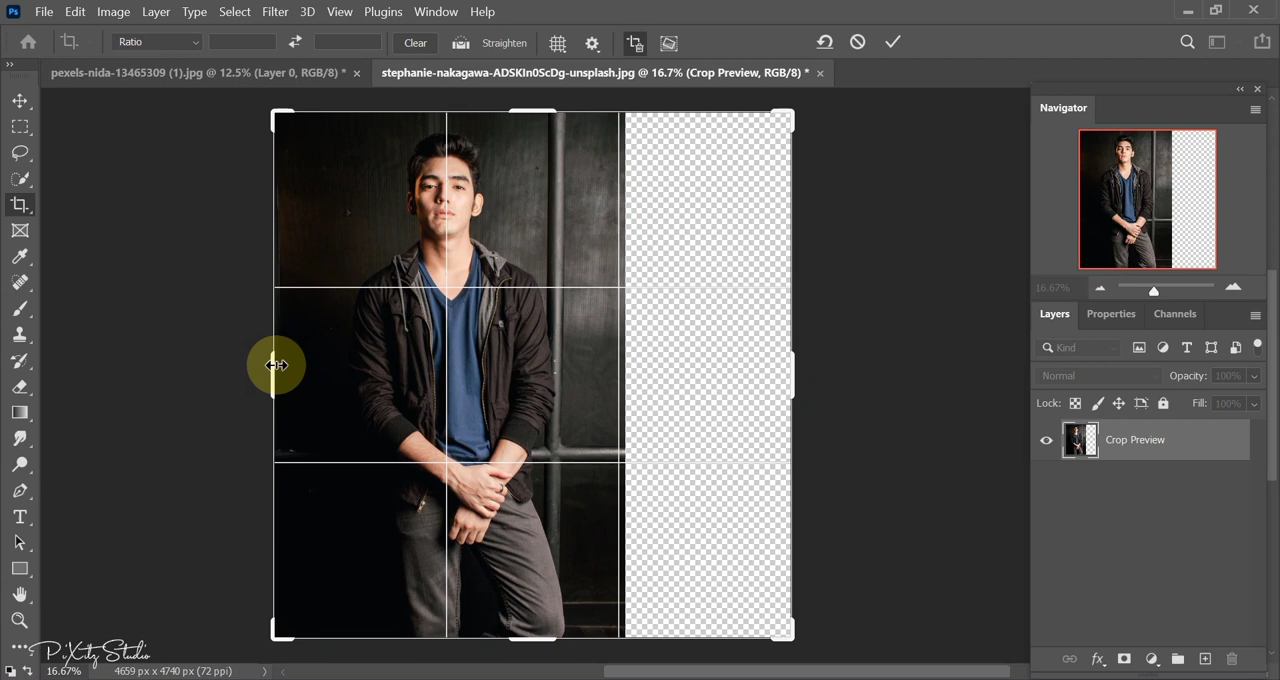 Ps File Edit Image Layer Type Select Filter 3D View Plugins Window Help
Ratio Clear Straighten
pexels-nida-13465309 (1).jpg @ 12.5% (Layer 0, RGB/8) * × stephanie-nakagawa-ADSKIn0ScDg-unsplash.jpg @ 16.7% (Crop Preview, RGB/8) * ×
Navigator
16.67%
Layers Properties Channels
Kind
Normal Opacity: 100%
Lock: Fill: 100%
Crop Preview
fx
PiXitz Studio
16.67% 4659 px x 4740 px (72 ppi)